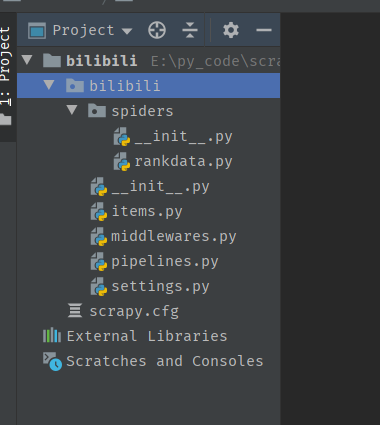 Project
1: Project
bilibili E:\py_code\scra
bilibili
spiders
__init__.py
rankdata.py
__init__.py
items.py
middlewares.py
pipelines.py
settings.py
scrapy.cfg
External Libraries
Scratches and Consoles